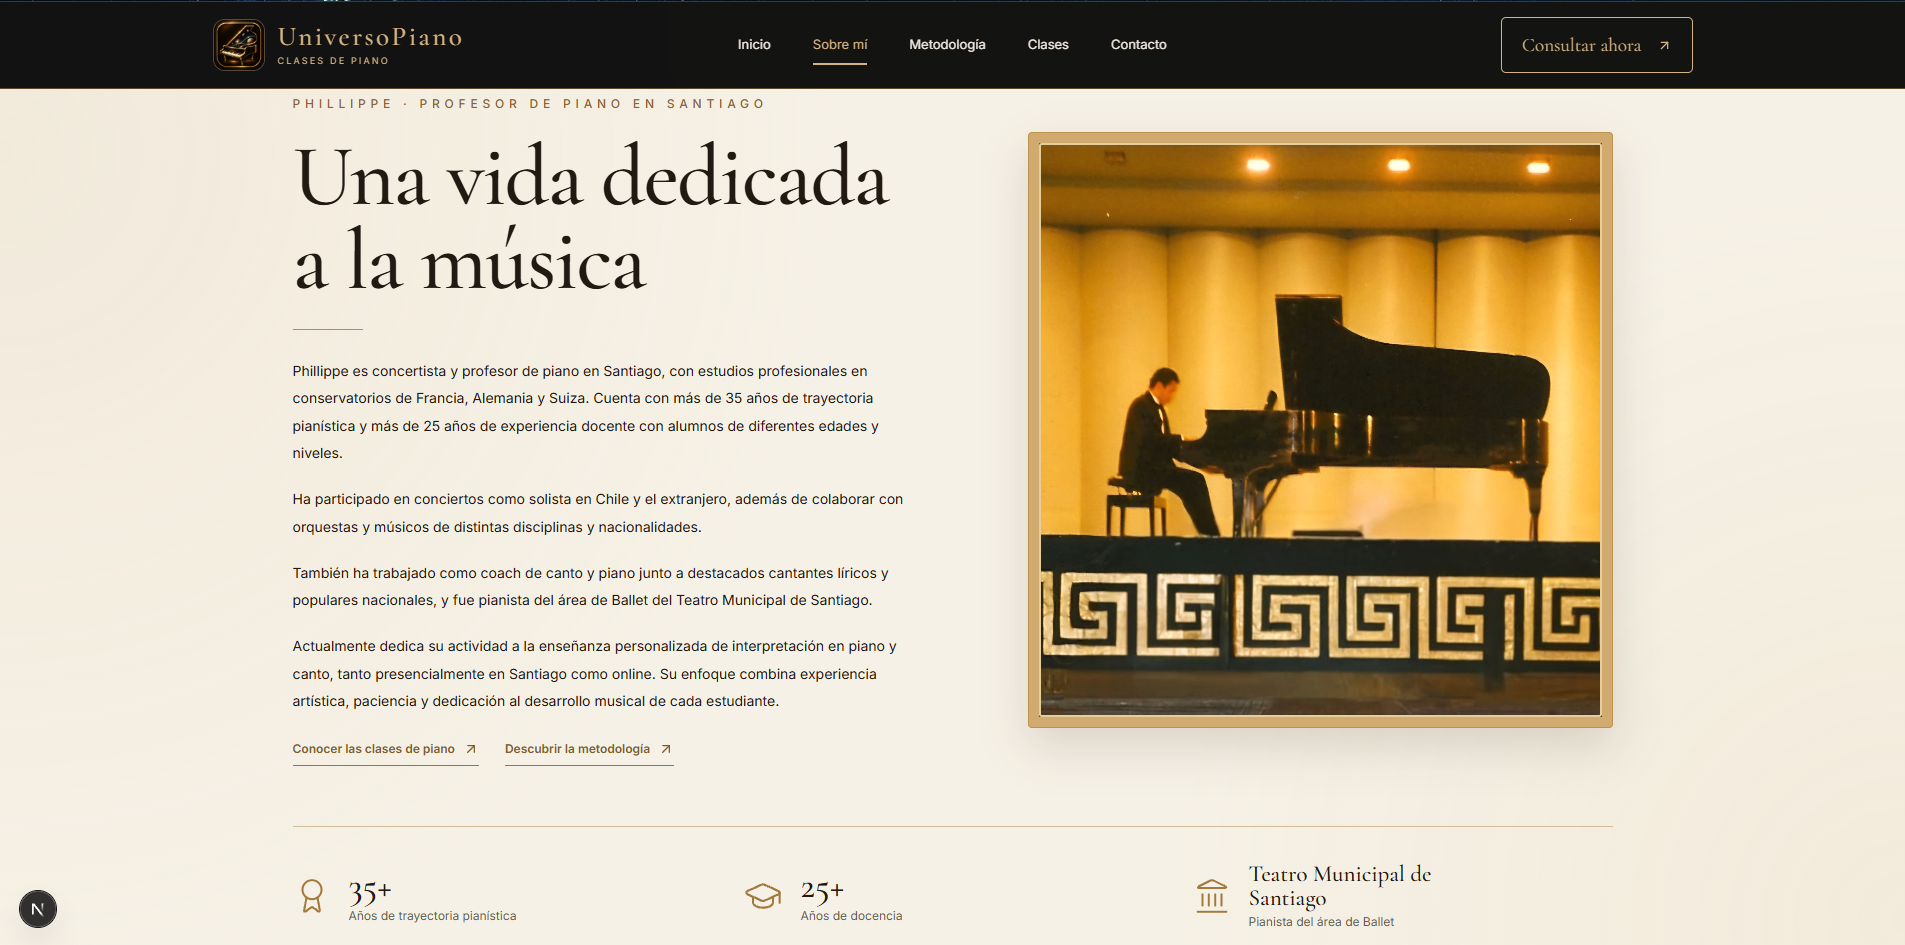 UniversoPiano
CLASES DE PIANO
Inicio
Sobre mí
Metodología
Clases
Contacto
Consultar ahora
PHILLIPPE · PROFESOR DE PIANO EN SANTIAGO
Una vida dedicada
a la música
Phillippe es concertista y profesor de piano en Santiago, con estudios profesionales en
conservatorios de Francia, Alemania y Suiza. Cuenta con más de 35 años de trayectoria
pianística y más de 25 años de experiencia docente con alumnos de diferentes edades y
niveles.
Ha participado en conciertos como solista en Chile y el extranjero, además de colaborar con
orquestas y músicos de distintas disciplinas y nacionalidades.
También ha trabajado como coach de canto y piano junto a destacados cantantes líricos y
populares nacionales, y fue pianista del área de Ballet del Teatro Municipal de Santiago.
Actualmente dedica su actividad a la enseñanza personalizada de interpretación en piano y
canto, tanto presencialmente en Santiago como online. Su enfoque combina experiencia
artística, paciencia y dedicación al desarrollo musical de cada estudiante.
Conocer las clases de piano
Descubrir la metodología
35+
Años de trayectoria pianística
25+
Años de docencia
Teatro Municipal de
Santiago
Pianista del área de Ballet
N